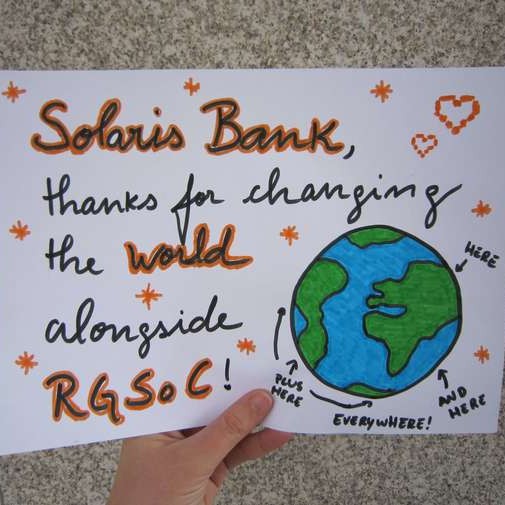 Solaris Bank,
thanks for changing
the world
alongside
RGSoC!
HERE
AND
HERE
PLUS
HERE
EVERYWHERE!